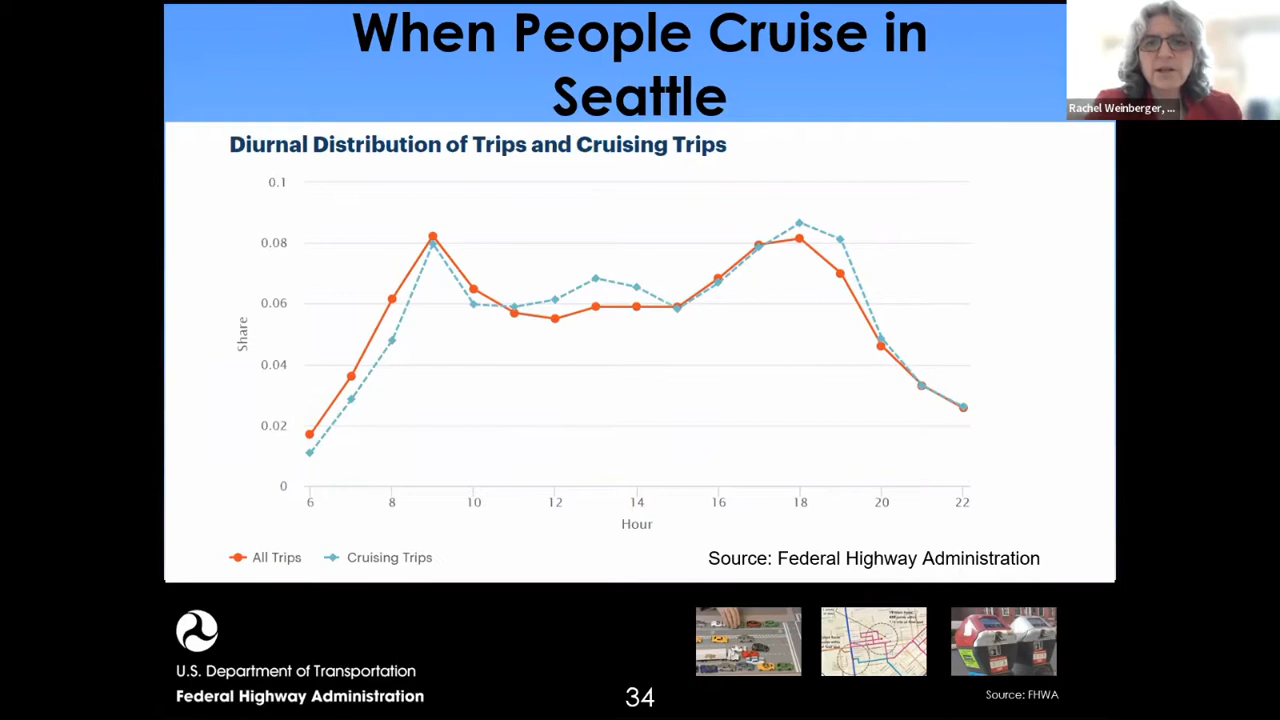 When People Cruise in
Seattle
Rachel Weinberger, ...
Diurnal Distribution of Trips and Cruising Trips
0.1
0.08
0.06
0.04
0.02
0
Share
6 8 10 12 14 16 18 20 22
Hour
All Trips Cruising Trips
Source: Federal Highway Administration
U.S. Department of Transportation
Federal Highway Administration
34
Source: FHWA